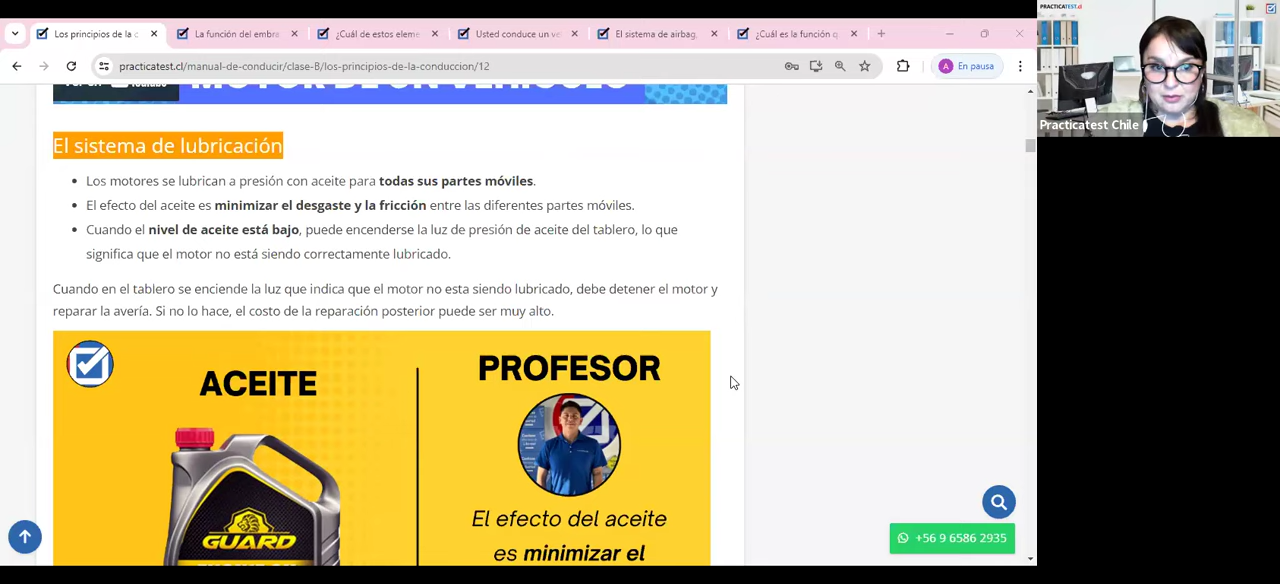 Los principios de la c
La función del embra
¿Cuál de estos eleme
Usted conduce un ve
El sistema de airbag,
¿Cuál es la función q
practicatest.cl/manual-de-conducir/clase-B/los-principios-de-la-conduccion/12
A
En pausa
PRACTICATEST.cl
Practicatest Chile
MOTOR DE UN VEHÍCULO
El sistema de lubricación
Los motores se lubrican a presión con aceite para todas sus partes móviles.
El efecto del aceite es minimizar el desgaste y la fricción entre las diferentes partes móviles.
Cuando el nivel de aceite está bajo, puede encenderse la luz de presión de aceite del tablero, lo que
significa que el motor no está siendo correctamente lubricado.
Cuando en el tablero se enciende la luz que indica que el motor no esta siendo lubricado, debe detener el motor y
reparar la avería. Si no lo hace, el costo de la reparación posterior puede ser muy alto.
ACEITE
GUARD
PROFESOR
El efecto del aceite
es minimizar el
+56 9 6586 2935